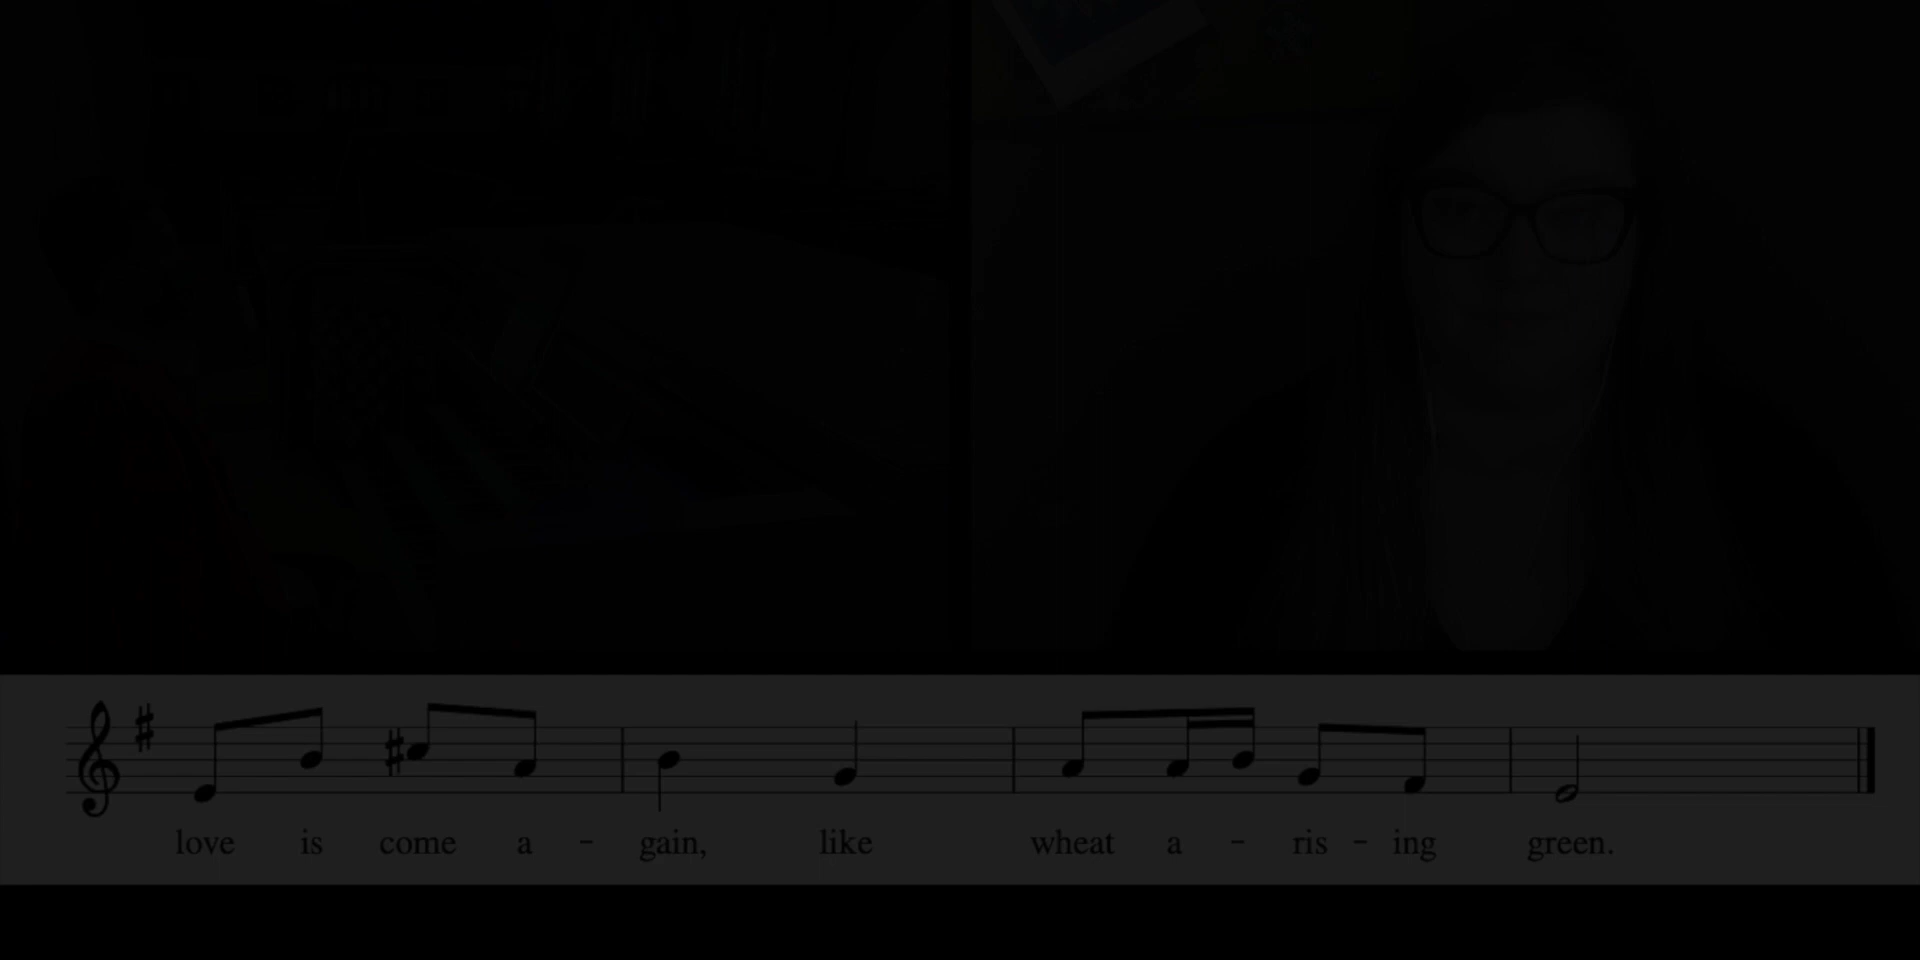 love is come a - gain, like wheat a - ris - ing green.